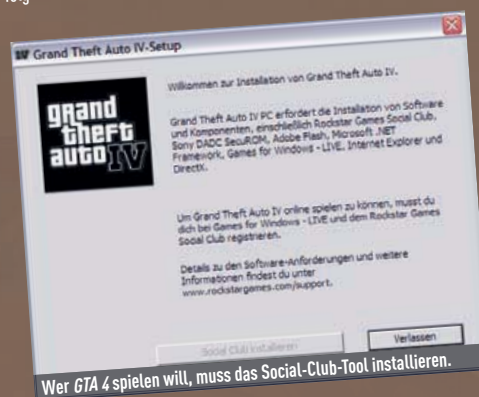 Grand Theft Auto IV-Setup
grand
theft
auto IV
Willkommen zur Installation von Grand Theft Auto IV.
Grand Theft Auto IV PC erfordert die Installation von Software
und Komponenten, einschließlich Rockstar Games Social Club,
Sony DADC SecuROM, Adobe Flash, Microsoft .NET
Framework, Games for Windows - LIVE, Internet Explorer und
DirectX.
Um Grand Theft Auto IV online spielen zu können, musst du
dich bei Games for Windows - LIVE und dem Rockstar Games
Social Club registrieren.
Details zu den Software-Anforderungen und weitere
Informationen findest du unter
www.rockstargames.com/support.
Social Club installieren
Verlassen
Wer GTA 4 spielen will, muss das Social-Club-Tool installieren.